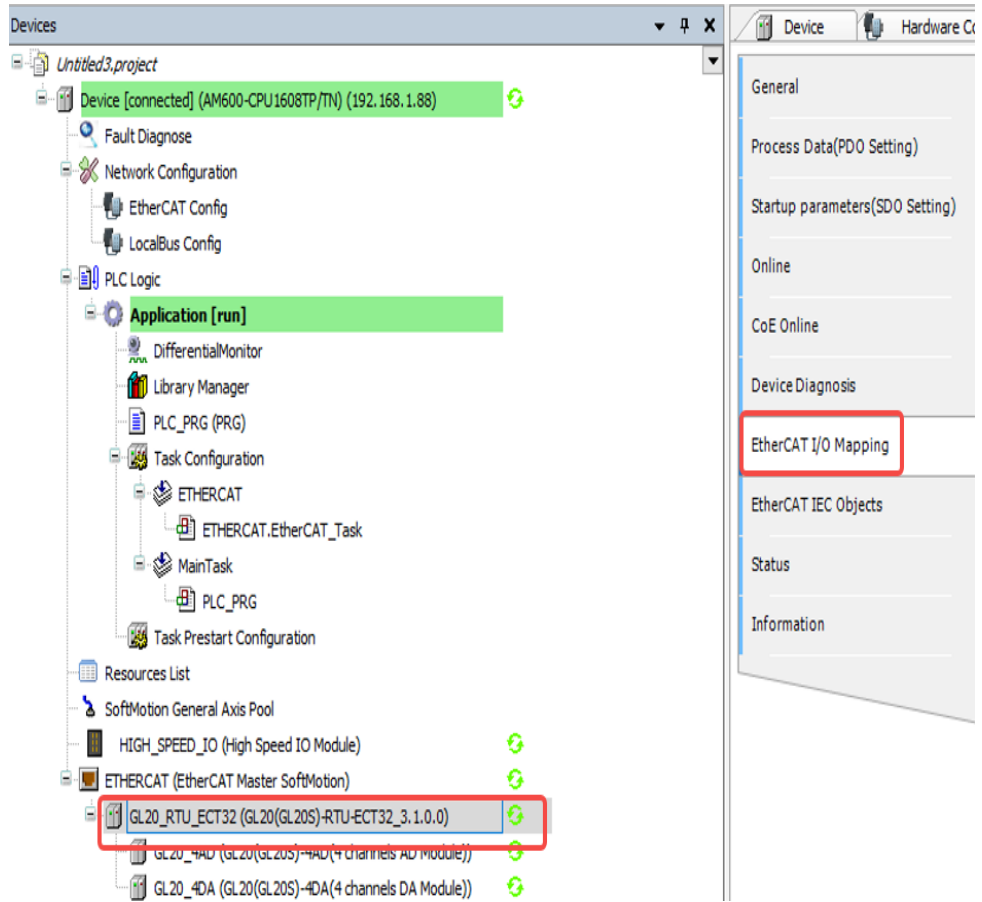 Devices
Untitled3.project
Device [connected] (AM600-CPU1608TP/TN) (192.168.1.88)
Fault Diagnose
Network Configuration
EtherCAT Config
LocalBus Config
PLC Logic
Application [run]
DifferentialMonitor
Library Manager
PLC_PRG (PRG)
Task Configuration
ETHERCAT
ETHERCAT.EtherCAT_Task
MainTask
PLC_PRG
Task Prestart Configuration
Resources List
SoftMotion General Axis Pool
HIGH_SPEED_IO (High Speed IO Module)
ETHERCAT (EtherCAT Master SoftMotion)
GL20_RTU_ECT32 (GL20(GL20S)-RTU-ECT32_3.1.0.0)
GL20_4AD (GL20(GL20S)-4AD(4 channels AD Module))
GL20_4DA (GL20(GL20S)-4DA(4 channels DA Module))
Device
Hardware Co
General
Process Data(PDO Setting)
Startup parameters(SDO Setting)
Online
CoE Online
Device Diagnosis
EtherCAT I/O Mapping
EtherCAT IEC Objects
Status
Information